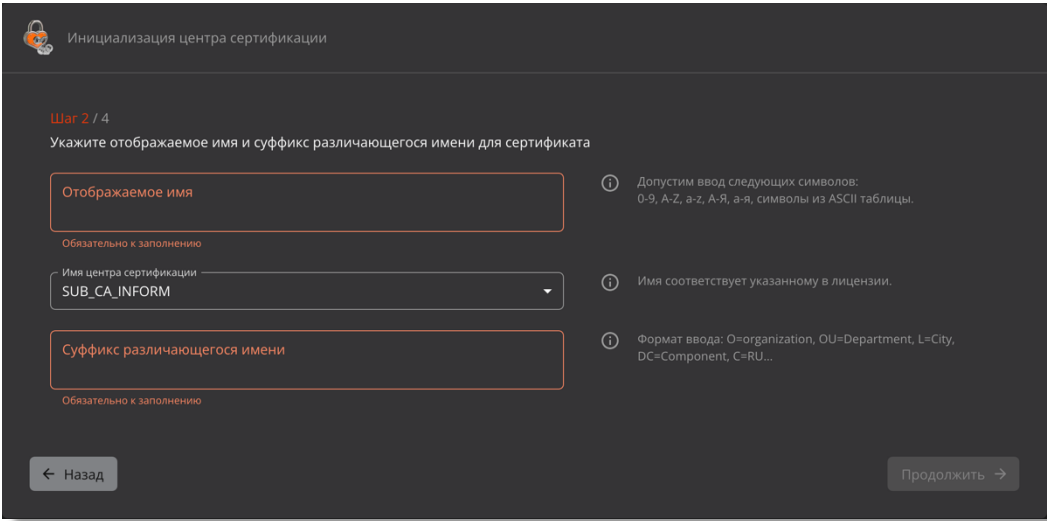 Инициализация центра сертификации
Шаг 2 / 4
Укажите отображаемое имя и суффикс различающегося имени для сертификата
Отображаемое имя
Обязательно к заполнению
Допустим ввод следующих символов:
0-9, A-Z, a-z, А-Я, а-я, символы из ASCII таблицы.
Имя центра сертификации
SUB_CA_INFORM
Имя соответствует указанному в лицензии.
Суффикс различающегося имени
Обязательно к заполнению
Формат ввода: O=organization, OU=Department, L=City,
DC=Component, C=RU...
Назад
Продолжить